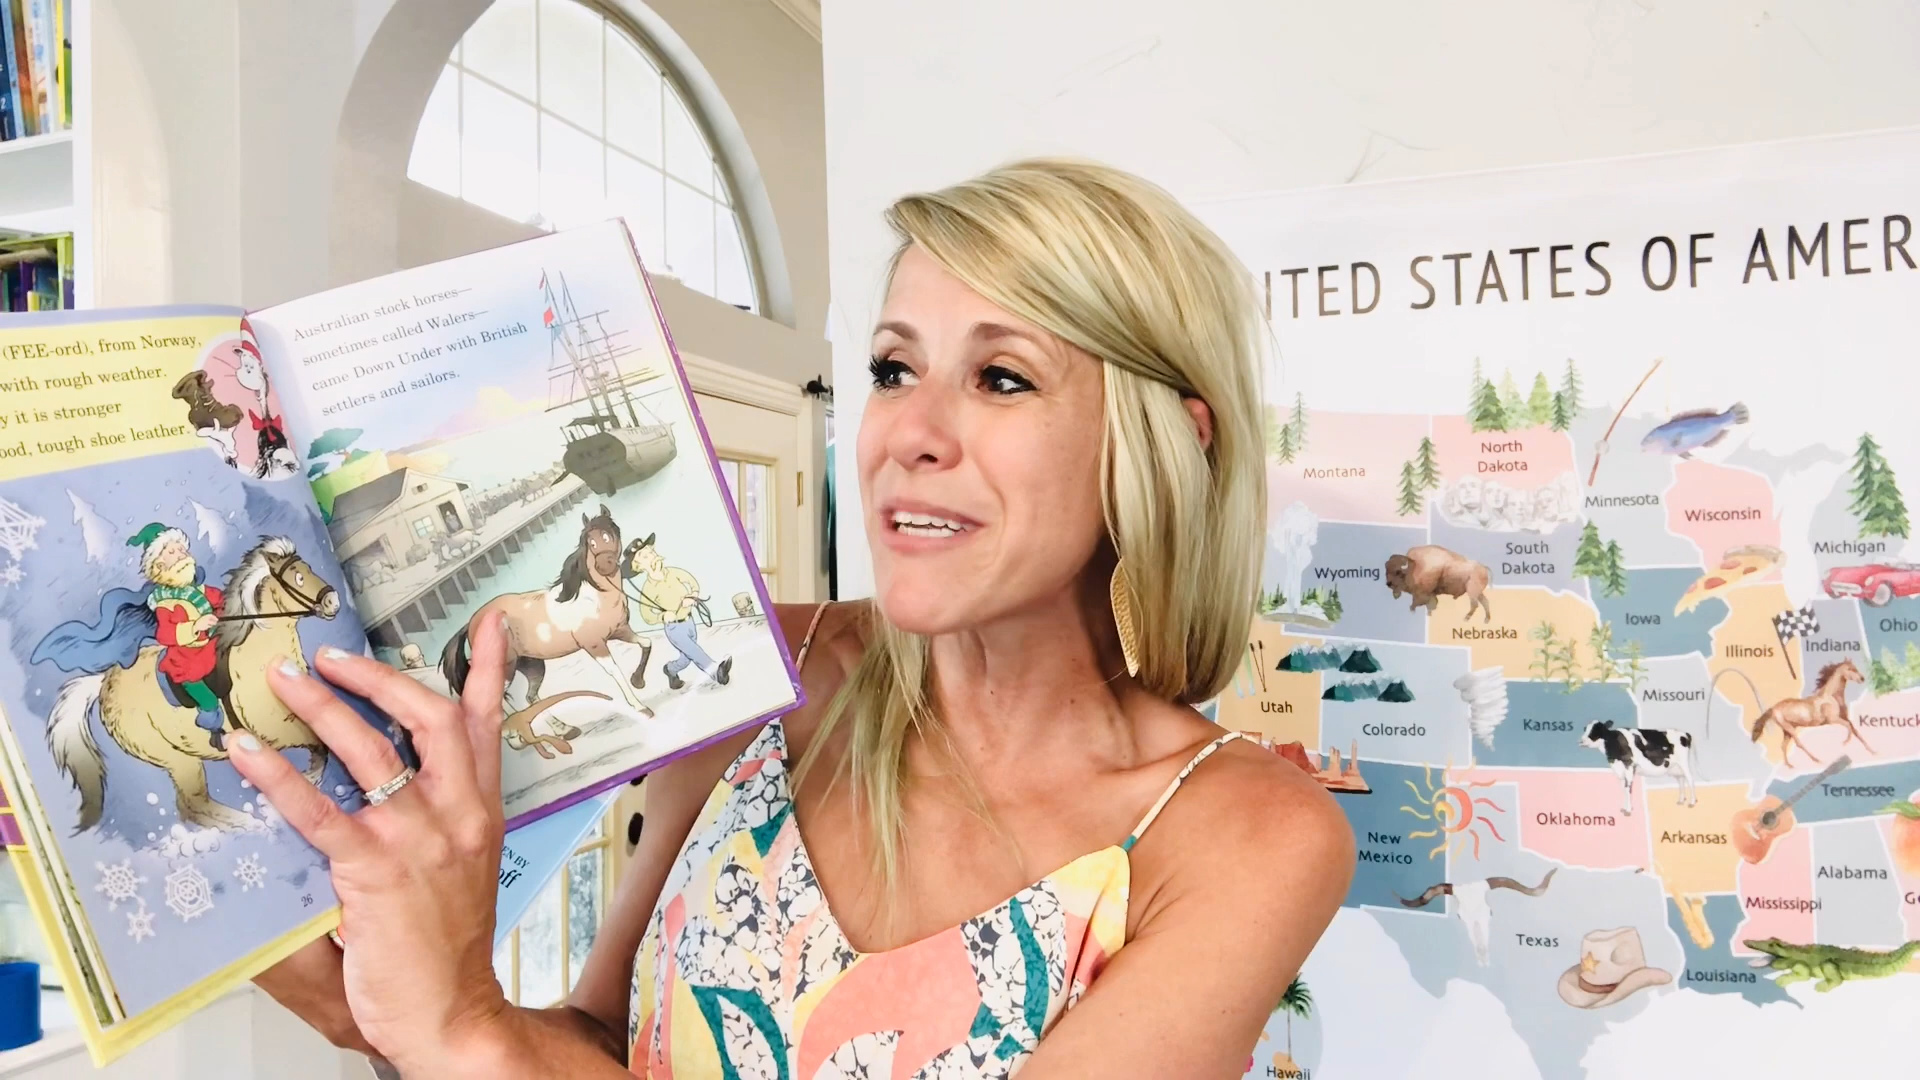 (FEE-ord), from Norway,
with rough weather.
it is stronger
tough shoe leather.
26
Australian stock horses—
sometimes called Walers—
came Down Under with British
settlers and sailors.
ITED STATES OF AMER
Montana
North
Dakota
Minnesota
Wisconsin
Michigan
Wyoming
South
Dakota
Iowa
Nebraska
Illinois
Indiana
Ohio
Utah
Colorado
Kansas
Missouri
Kentuck
New
Mexico
Oklahoma
Arkansas
Tennessee
Mississippi
Alabama
Texas
Louisiana
Hawaii